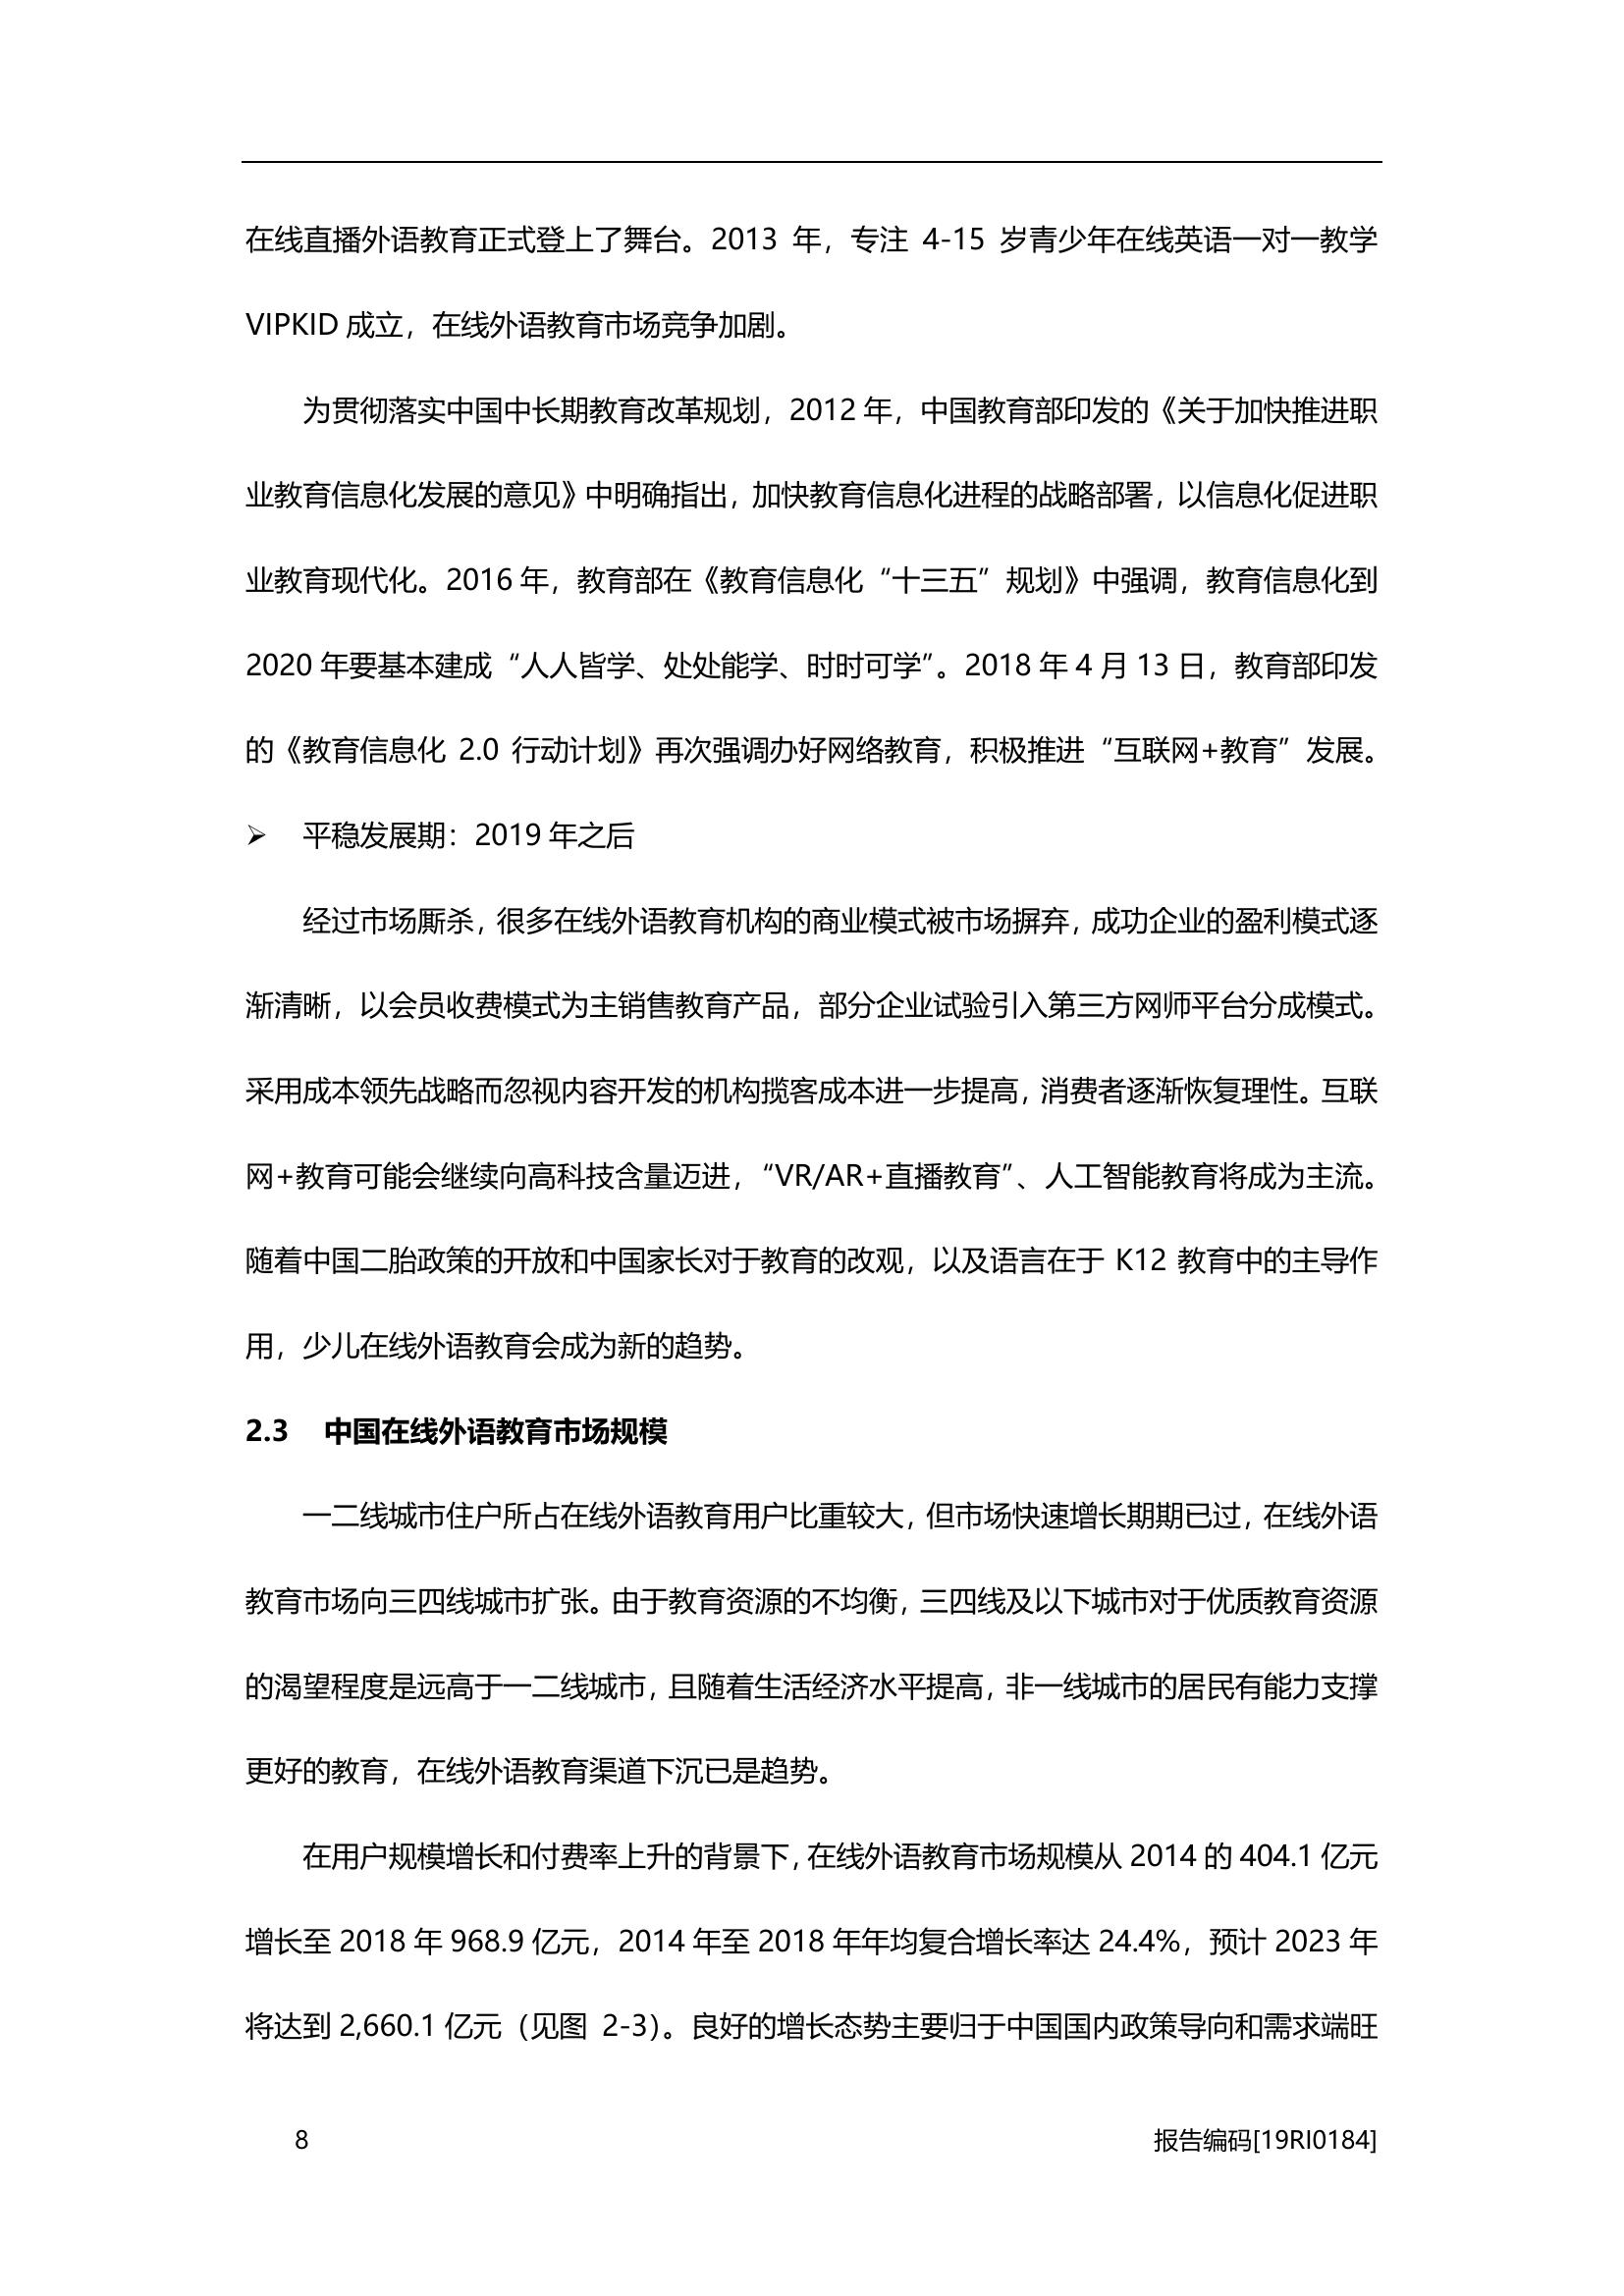 在线直播外语教育正式登上了舞台。2013 年，专注 4-15 岁青少年在线英语一对一教学
VIPKID 成立，在线外语教育市场竞争加剧。
为贯彻落实中国中长期教育改革规划，2012 年，中国教育部印发的《关于加快推进职
业教育信息化发展的意见》中明确指出，加快教育信息化进程的战略部署，以信息化促进职
业教育现代化。2016 年，教育部在《教育信息化“十三五”规划》中强调，教育信息化到
2020 年要基本建成“人人皆学、处处能学、时时可学”。2018 年 4 月 13 日，教育部印发
的《教育信息化 2.0 行动计划》再次强调办好网络教育，积极推进“互联网+教育”发展。
➢ 平稳发展期：2019 年之后
经过市场厮杀，很多在线外语教育机构的商业模式被市场摒弃，成功企业的盈利模式逐
渐清晰，以会员收费模式为主销售教育产品，部分企业试验引入第三方网师平台分成模式。
采用成本领先战略而忽视内容开发的机构揽客成本进一步提高，消费者逐渐恢复理性。互联
网+教育可能会继续向高科技含量迈进，“VR/AR+直播教育”、人工智能教育将成为主流。
随着中国二胎政策的开放和中国家长对于教育的改观，以及语言在于 K12 教育中的主导作
用，少儿在线外语教育会成为新的趋势。
2.3 中国在线外语教育市场规模
一二线城市住户所占在线外语教育用户比重较大，但市场快速增长期期已过，在线外语
教育市场向三四线城市扩张。由于教育资源的不均衡，三四线及以下城市对于优质教育资源
的渴望程度是远高于一二线城市，且随着生活经济水平提高，非一线城市的居民有能力支撑
更好的教育，在线外语教育渠道下沉已是趋势。
在用户规模增长和付费率上升的背景下，在线外语教育市场规模从 2014 的 404.1 亿元
增长至 2018 年 968.9 亿元，2014 年至 2018 年年均复合增长率达 24.4%，预计 2023 年
将达到 2,660.1 亿元（见图 2-3）。良好的增长态势主要归于中国国内政策导向和需求端旺
8 报告编码[19RI0184]